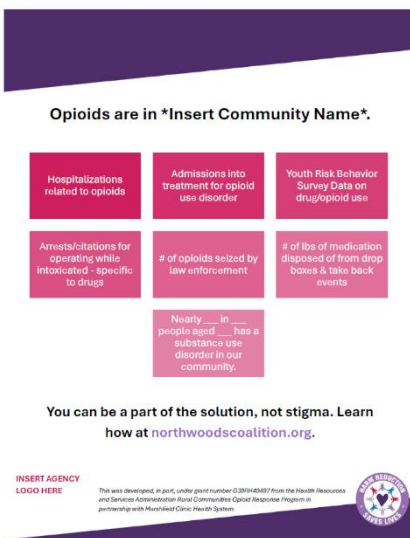 Opioids are in *Insert Community Name*.
Hospitalizations
related to opioids
Admissions into
treatment for opioid
use disorder
Youth Risk Behavior
Survey Data on
drug/opioid use
Arrests/citations for
operating while
intoxicated - specific
to drugs
# of opioids seized by
law enforcement
# of lbs of medication
disposed of from drop
boxes & take back
events
Nearly ___ in ___
people aged ___ has a
substance use
disorder in our
community.
You can be a part of the solution, not stigma. Learn
how at northwoodscoalition.org.
INSERT AGENCY
LOGO HERE
This was developed, in part, under grant number G39RH49497 from the Health Resources
and Services Administration Rural Communities Opioid Response Program in
partnership with Marshfield Clinic Health System.
HARM REDUCTION
SAVES LIVES